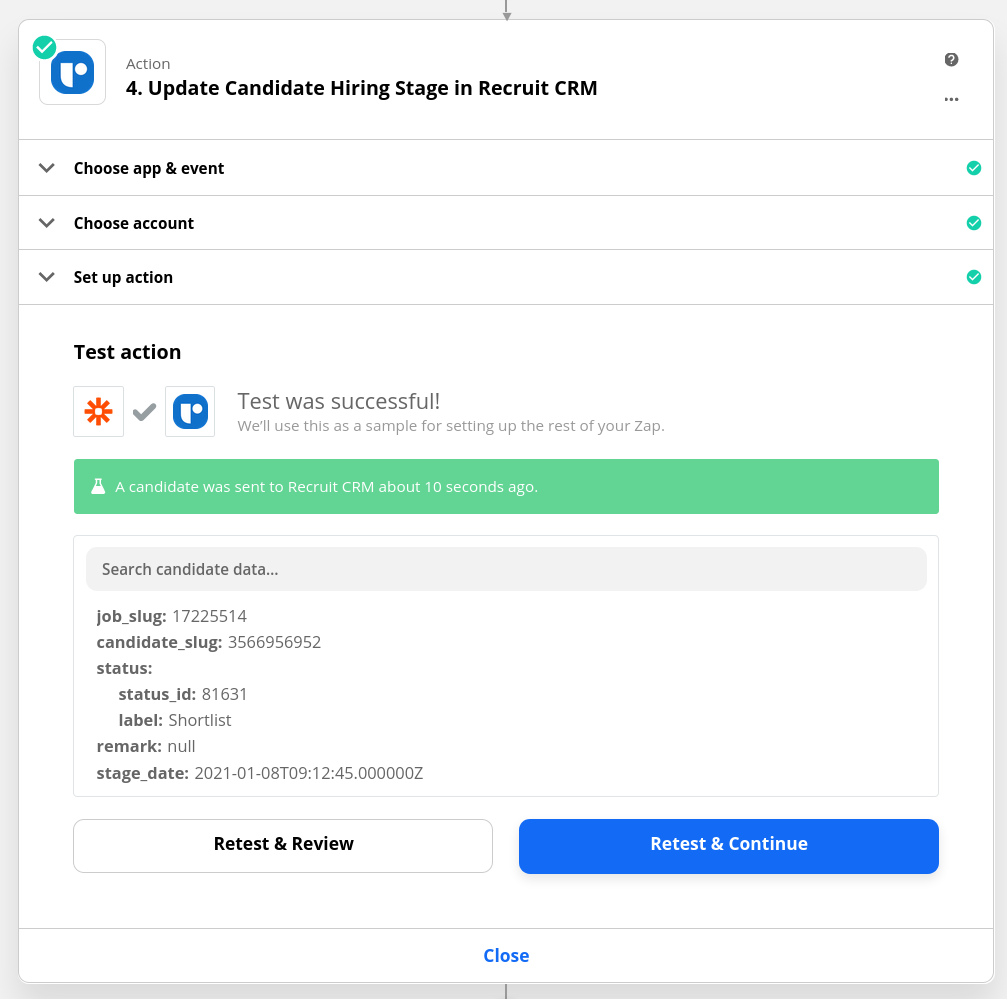 Action
4. Update Candidate Hiring Stage in Recruit CRM
?
...
Choose app & event
Choose account
Set up action
Test action
Test was successful!
We'll use this as a sample for setting up the rest of your Zap.
A candidate was sent to Recruit CRM about 10 seconds ago.
Search candidate data...
job_slug: 17225514
candidate_slug: 3566956952
status:
status_id: 81631
label: Shortlist
remark: null
stage_date: 2021-01-08T09:12:45.000000Z
Retest & Review
Retest & Continue
Close